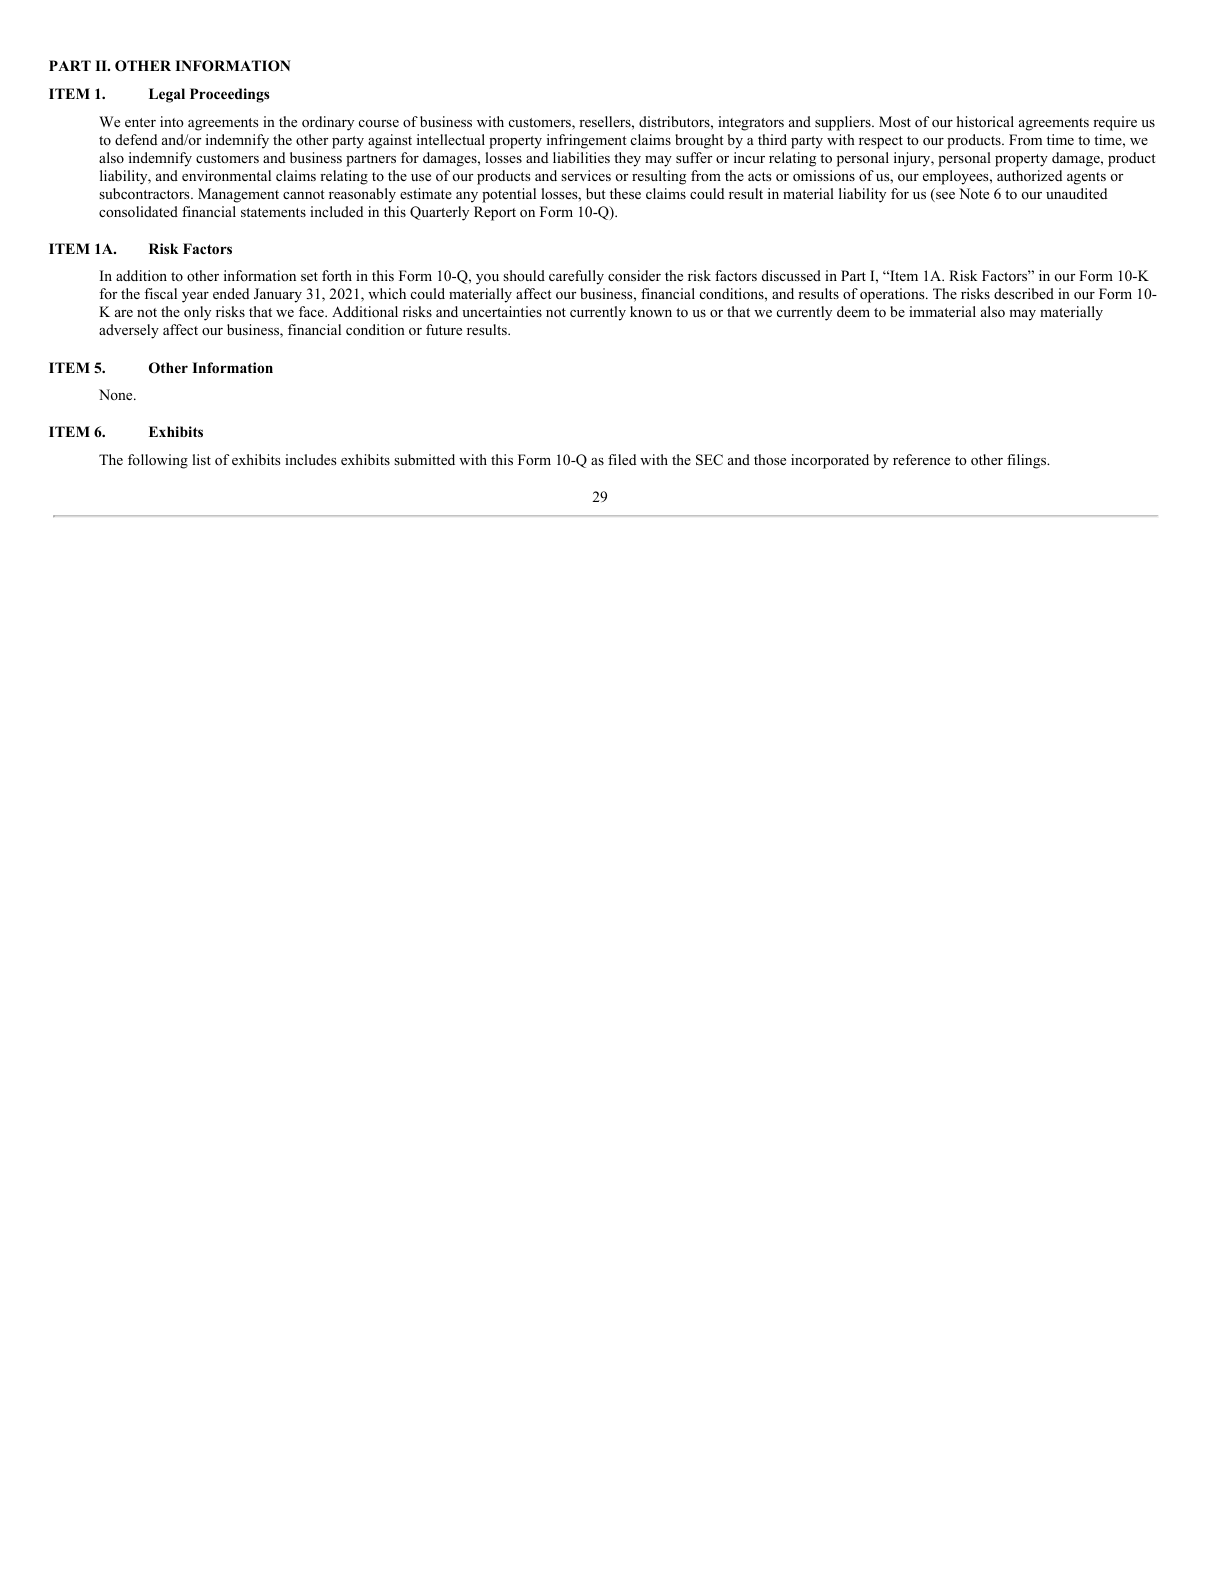 PART II. OTHER INFORMATION
ITEM 1. Legal Proceedings
We enter into agreements in the ordinary course of business with customers, resellers, distributors, integrators and suppliers. Most of our historical agreements require us
to defend and/or indemnify the other party against intellectual property infringement claims brought by a third party with respect to our products. From time to time, we
also indemnify customers and business partners for damages, losses and liabilities they may suffer or incur relating to personal injury, personal property damage, product
liability, and environmental claims relating to the use of our products and services or resulting from the acts or omissions of us, our employees, authorized agents or
subcontractors. Management cannot reasonably estimate any potential losses, but these claims could result in material liability for us (see Note 6 to our unaudited
consolidated financial statements included in this Quarterly Report on Form 10-Q).
ITEM 1A. Risk Factors
In addition to other information set forth in this Form 10-Q, you should carefully consider the risk factors discussed in Part I, “Item 1A. Risk Factors” in our Form 10-K
for the fiscal year ended January 31, 2021, which could materially affect our business, financial conditions, and results of operations. The risks described in our Form 10-
K are not the only risks that we face. Additional risks and uncertainties not currently known to us or that we currently deem to be immaterial also may materially
adversely affect our business, financial condition or future results.
ITEM 5. Other Information
None.
ITEM 6. Exhibits
The following list of exhibits includes exhibits submitted with this Form 10-Q as filed with the SEC and those incorporated by reference to other filings.
29